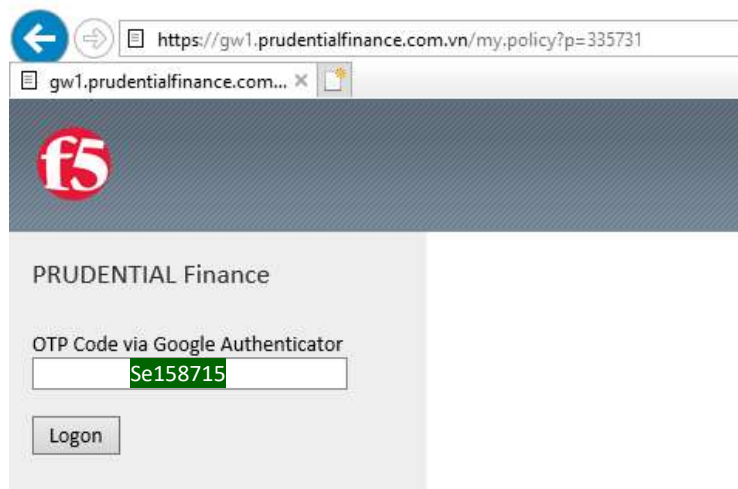 https://gw1.prudentialfinance.com.vn/my.policy?p=335731
gw1.prudentialfinance.com...
f5
PRUDENTIAL Finance
OTP Code via Google Authenticator
Se158715
Logon